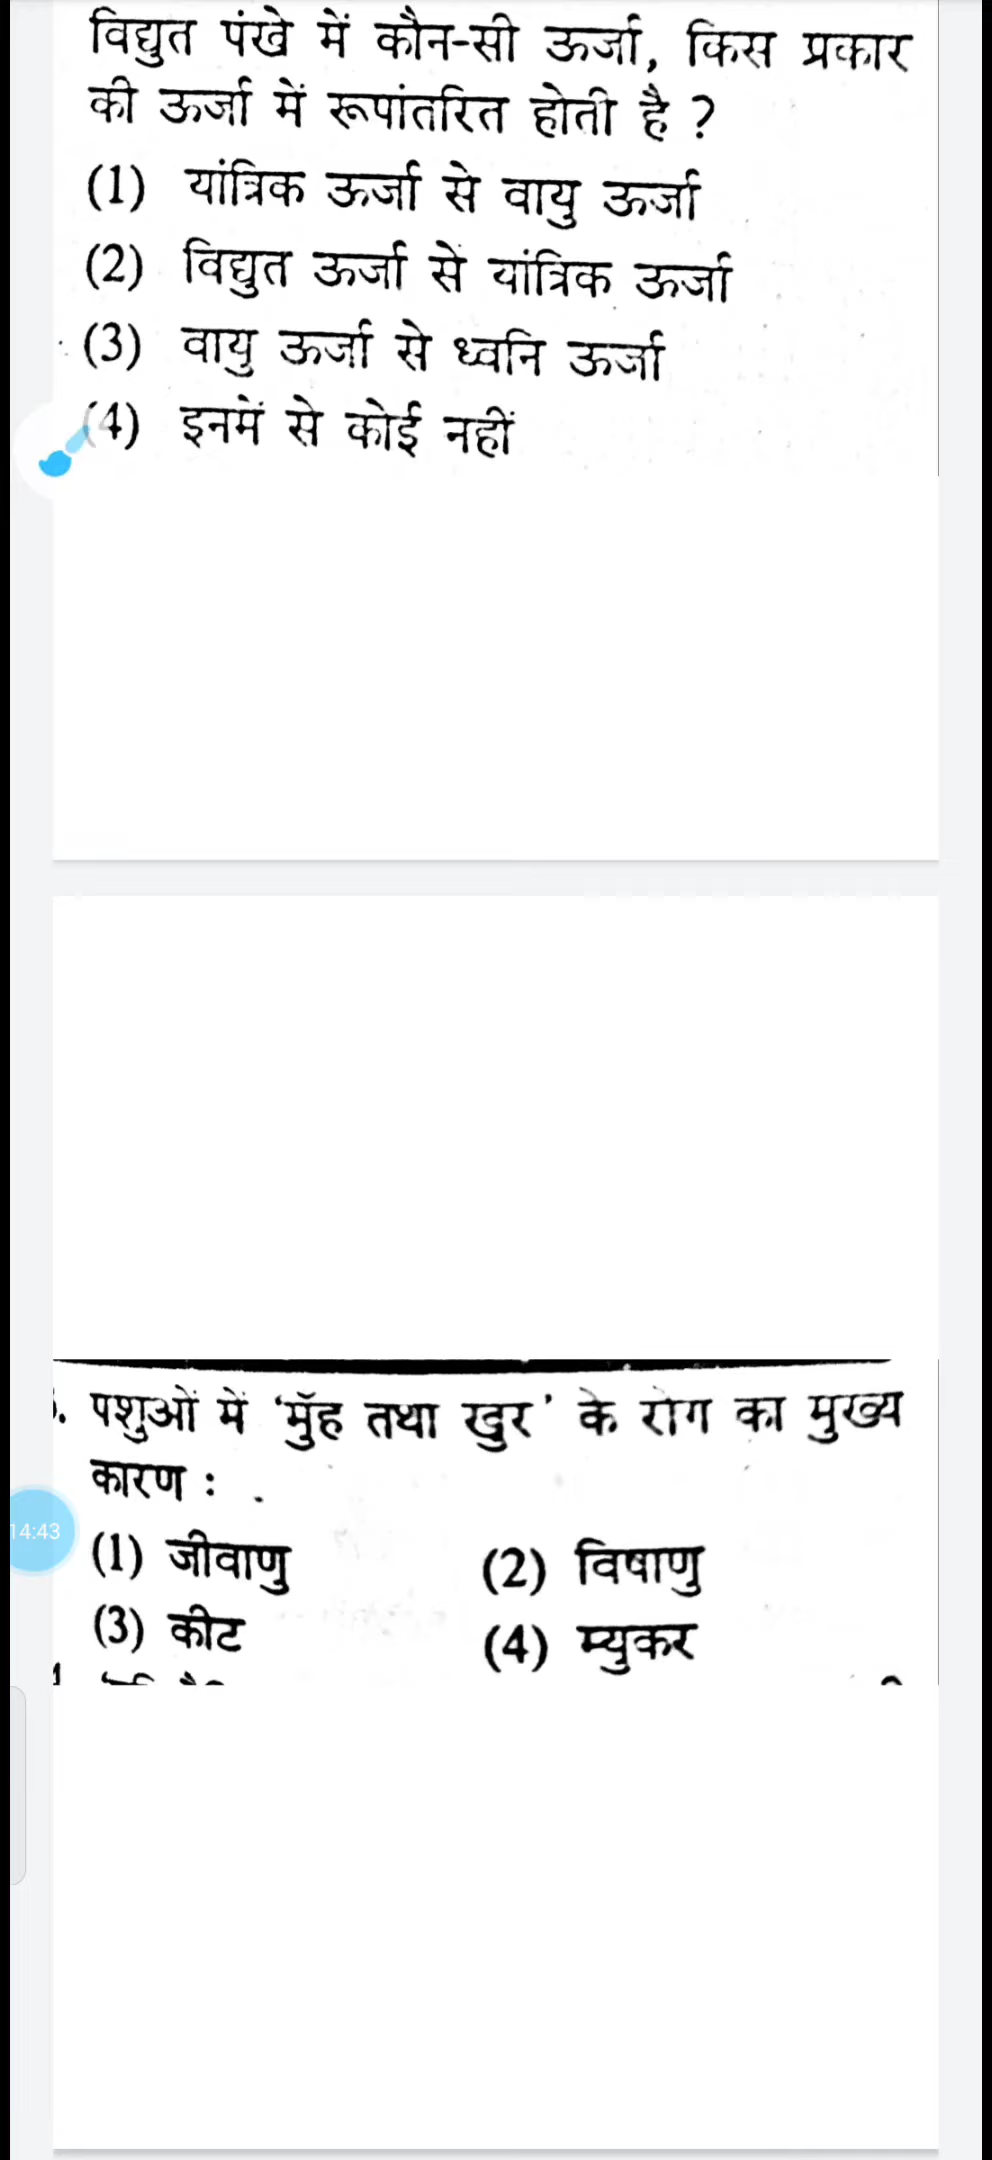 विद्युत पंखे में कौन-सी ऊर्जा, किस प्रकार
की ऊर्जा में रूपांतरित होती है ?
(1) यांत्रिक ऊर्जा से वायु ऊर्जा
(2) विद्युत ऊर्जा से यांत्रिक ऊर्जा
(3) वायु ऊर्जा से ध्वनि ऊर्जा
(4) इनमें से कोई नहीं
पशुओं में ‘मुँह तथा खुर’ के रोग का मुख्य
कारण :
14:43
(1) जीवाणु (2) विषाणु
(3) कीट (4) म्युकर